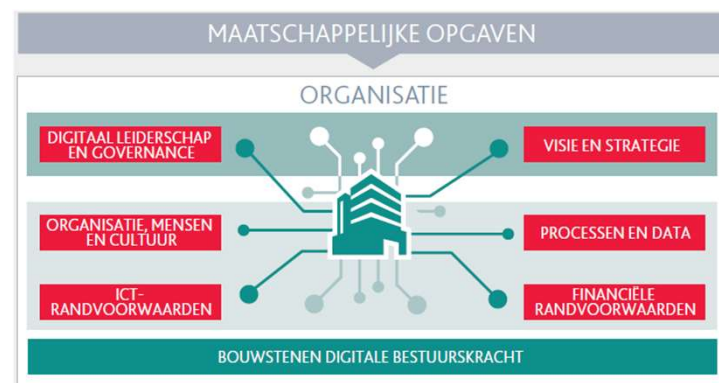 MAATSCHAPPELIJKE OPGAVEN
ORGANISATIE
DIGITAAL LEIDERSCHAP
EN GOVERNANCE
VISIE EN STRATEGIE
ORGANISATIE, MENSEN
EN CULTUUR
PROCESSEN EN DATA
ICT-
RANDVOORWAARDEN
FINANCIËLE
RANDVOORWAARDEN
BOUWSTENEN DIGITALE BESTUURSKRACHT